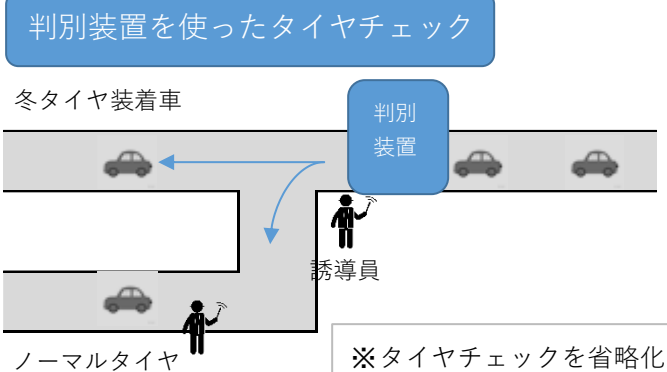 判別装置を使ったタイヤチェック
冬タイヤ装着車
判別
装置
誘導員
ノーマルタイヤ
※タイヤチェックを省略化